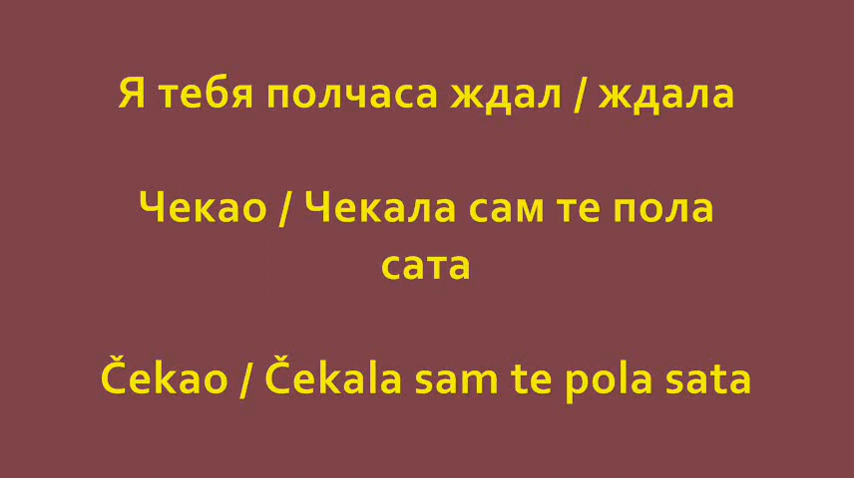 Я тебя полчаса ждал / ждала
Чекао / Чекала сам те пола
сата
Čekao / Čekala sam te pola sata